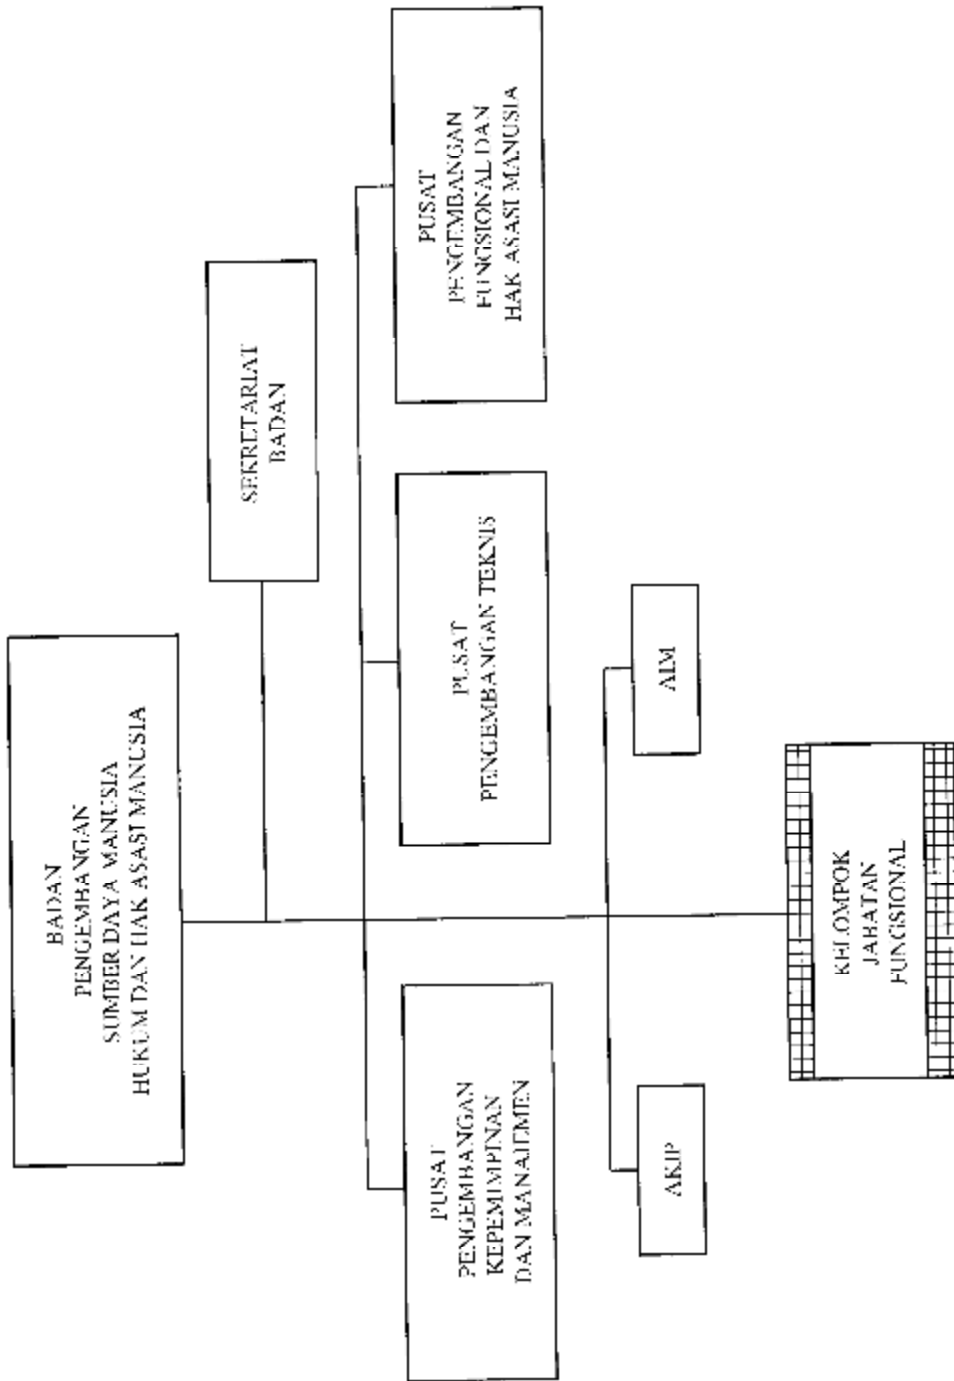 BADAN
PENGEMBANGAN
SUMBER DAYA MANUSIA
HUKUM DAN HAK ASASI MANUSIA
SEKRETARIAT
BADAN
PUSAT
PENGEMBANGAN
KEPEMIMPINAN
DAN MANAJEMEN
PUSAT
PENGEMBANGAN TEKNIS
PUSAT
PENGEMBANGAN
FUNGSIONAL DAN
HAK ASASI MANUSIA
AKIP
AIM
KELOMPOK
JABATAN
FUNGSIONAL